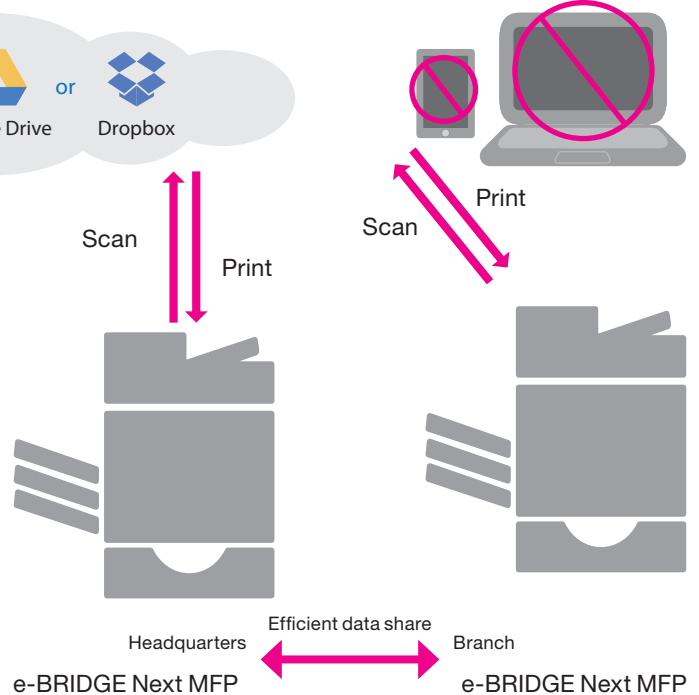 or
e Drive
Dropbox
Scan
Print
Scan
Print
Efficient data share
Headquarters
Branch
e-BRIDGE Next MFP
e-BRIDGE Next MFP